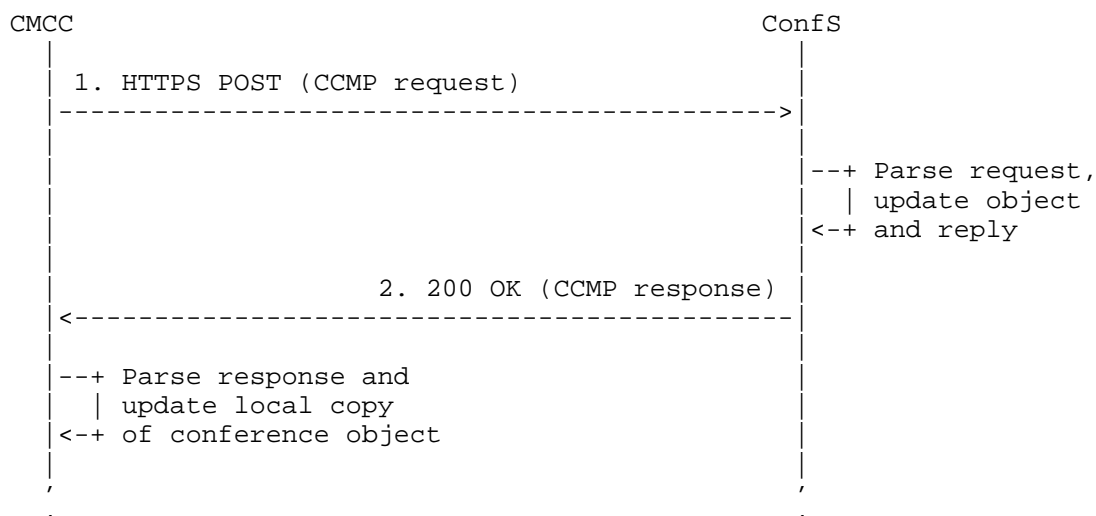 CMCC ConfS
1. HTTPS POST (CCMP request)
--+ Parse request,
| update object
<-+ and reply
2. 200 OK (CCMP response)
--+ Parse response and
| update local copy
<-+ of conference object